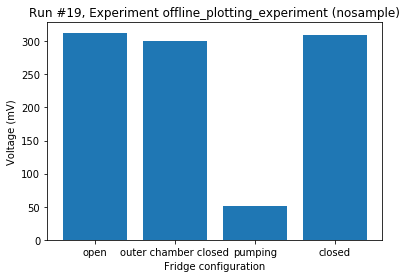 Run #19, Experiment offline_plotting_experiment (nosample)
Voltage (mV)
300
250
200
150
100
50
0
open outer chamber closed pumping closed
Fridge configuration